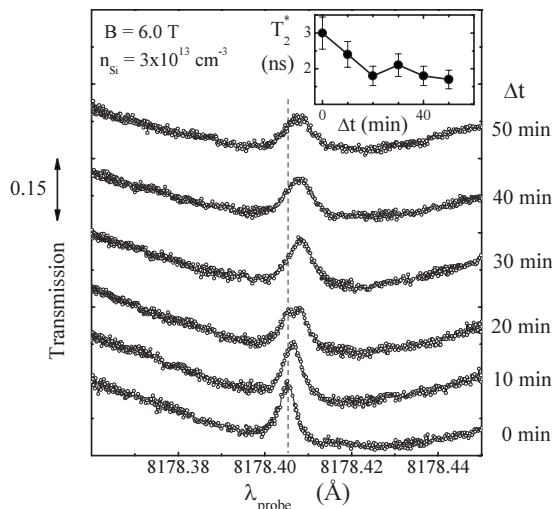 B = 6.0 T
n_Si = 3x10^13 cm^-3
T_2^*
(ns)
3
2
0 40
Δt (min)
Δt
50 min
40 min
30 min
20 min
10 min
0 min
0.15
Transmission
8178.38 8178.40 8178.42 8178.44
λ_probe (Å)